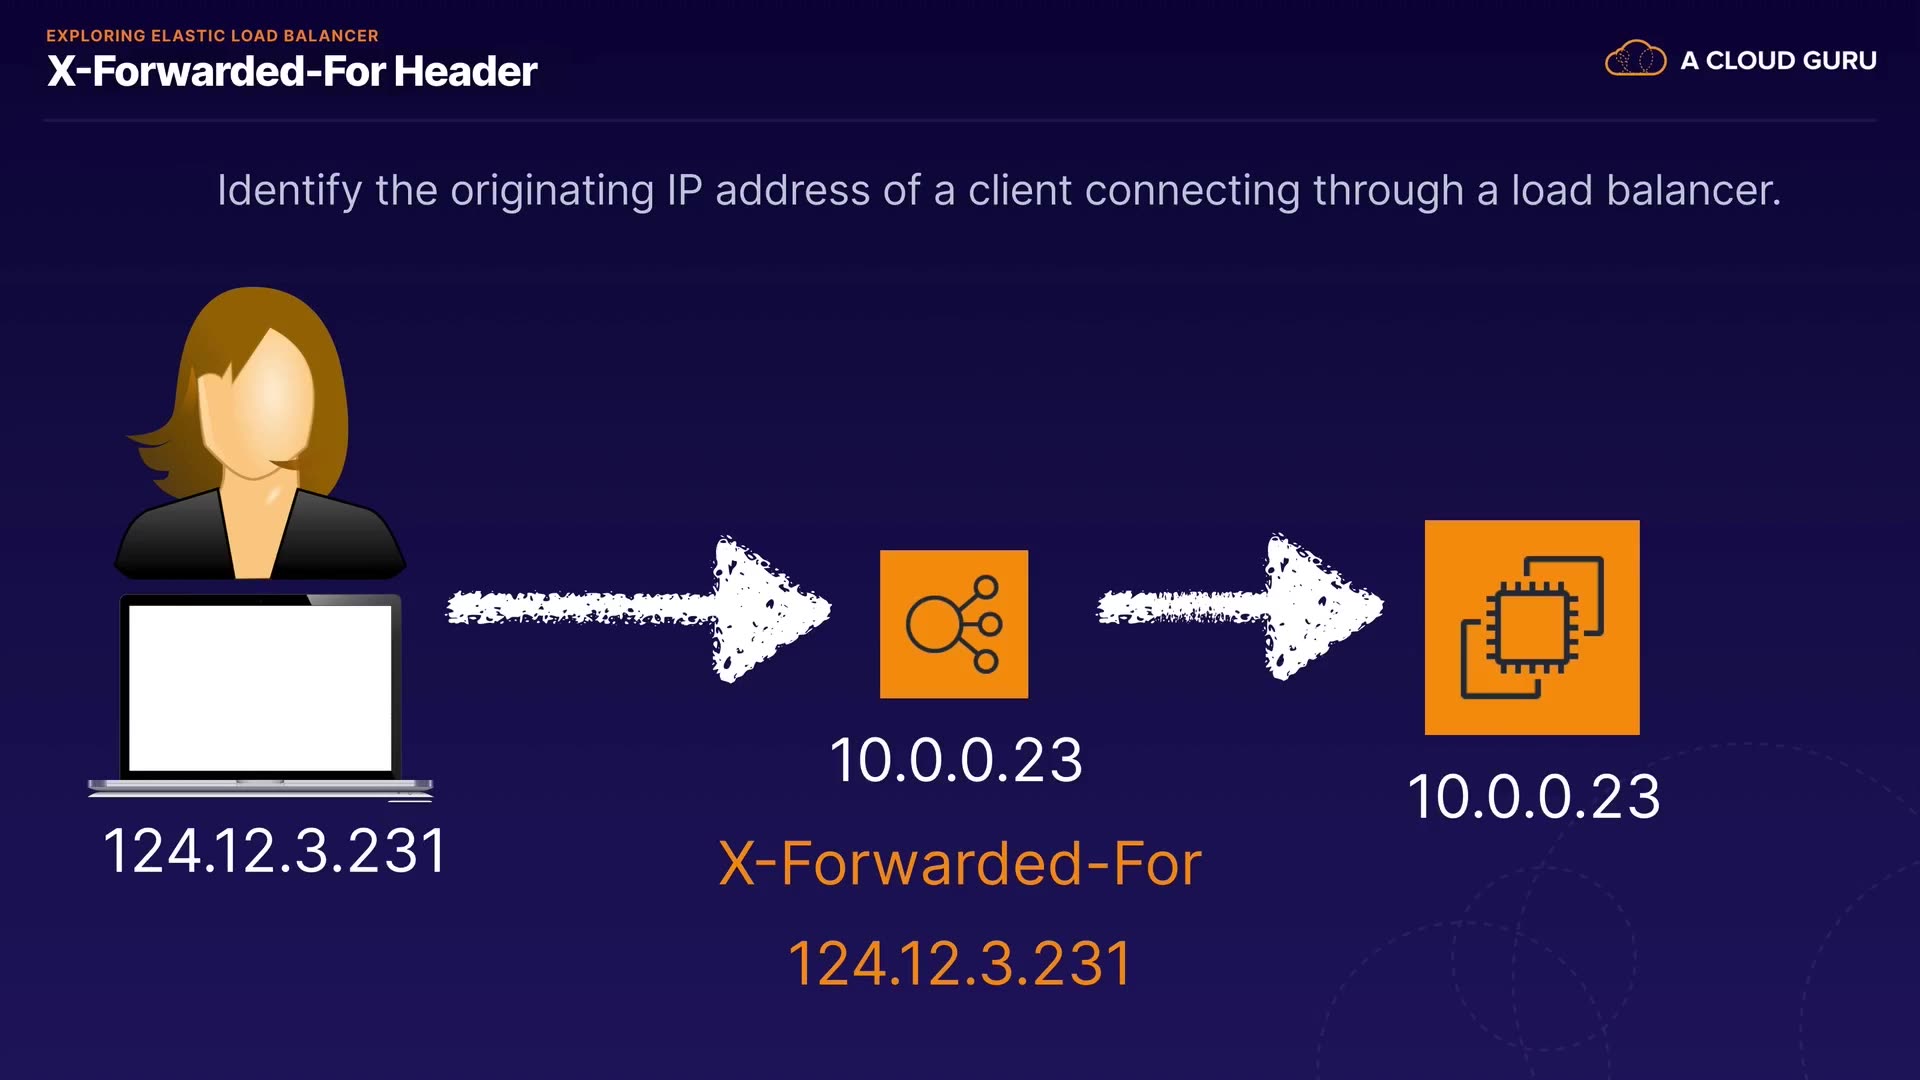 EXPLORING ELASTIC LOAD BALANCER
X-Forwarded-For Header
A CLOUD GURU
Identify the originating IP address of a client connecting through a load balancer.
10.0.0.23
10.0.0.23
124.12.3.231
X-Forwarded-For
124.12.3.231